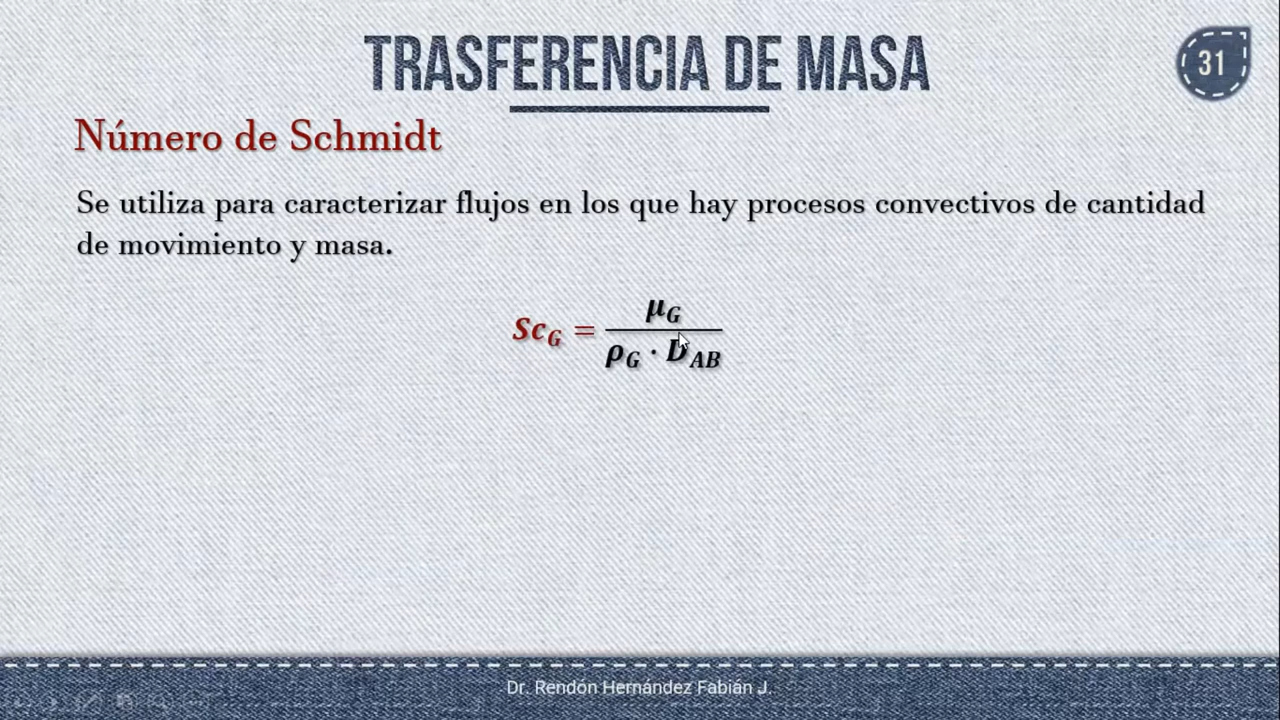 TRASFERENCIA DE MASA
31
Número de Schmidt
Se utiliza para caracterizar flujos en los que hay procesos convectivos de cantidad
de movimiento y masa.
Sc_G = μ_G / (ρ_G · D_AB)
Dr. Rendón Hernández Fabián J.